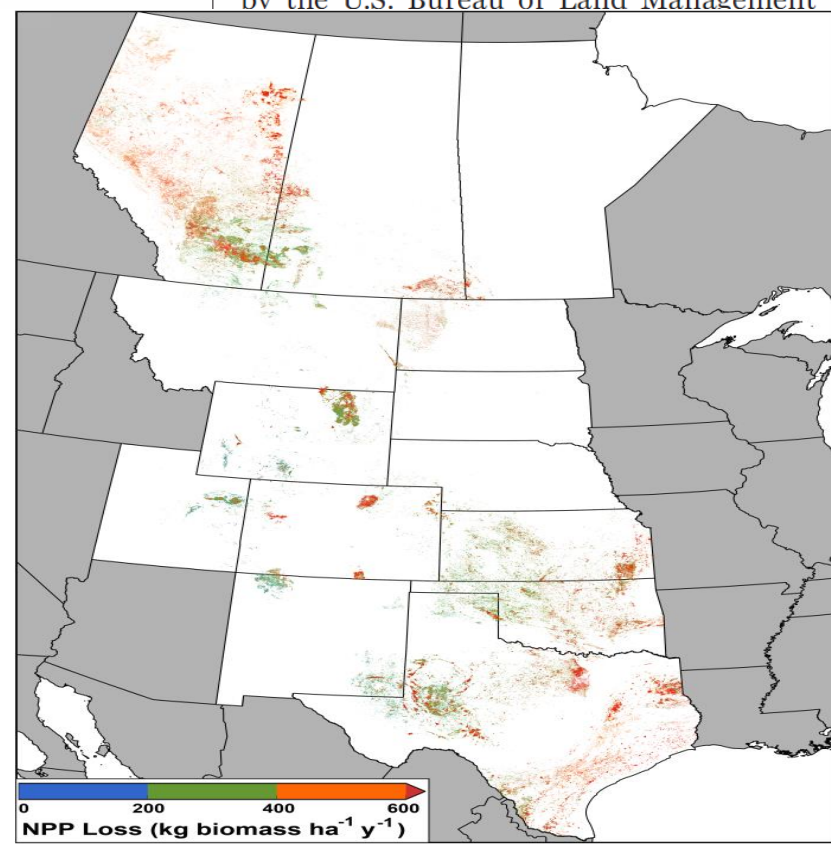 by the U.S. Bureau of Land Management
0 200 400 600
NPP Loss (kg biomass ha⁻¹ y⁻¹)